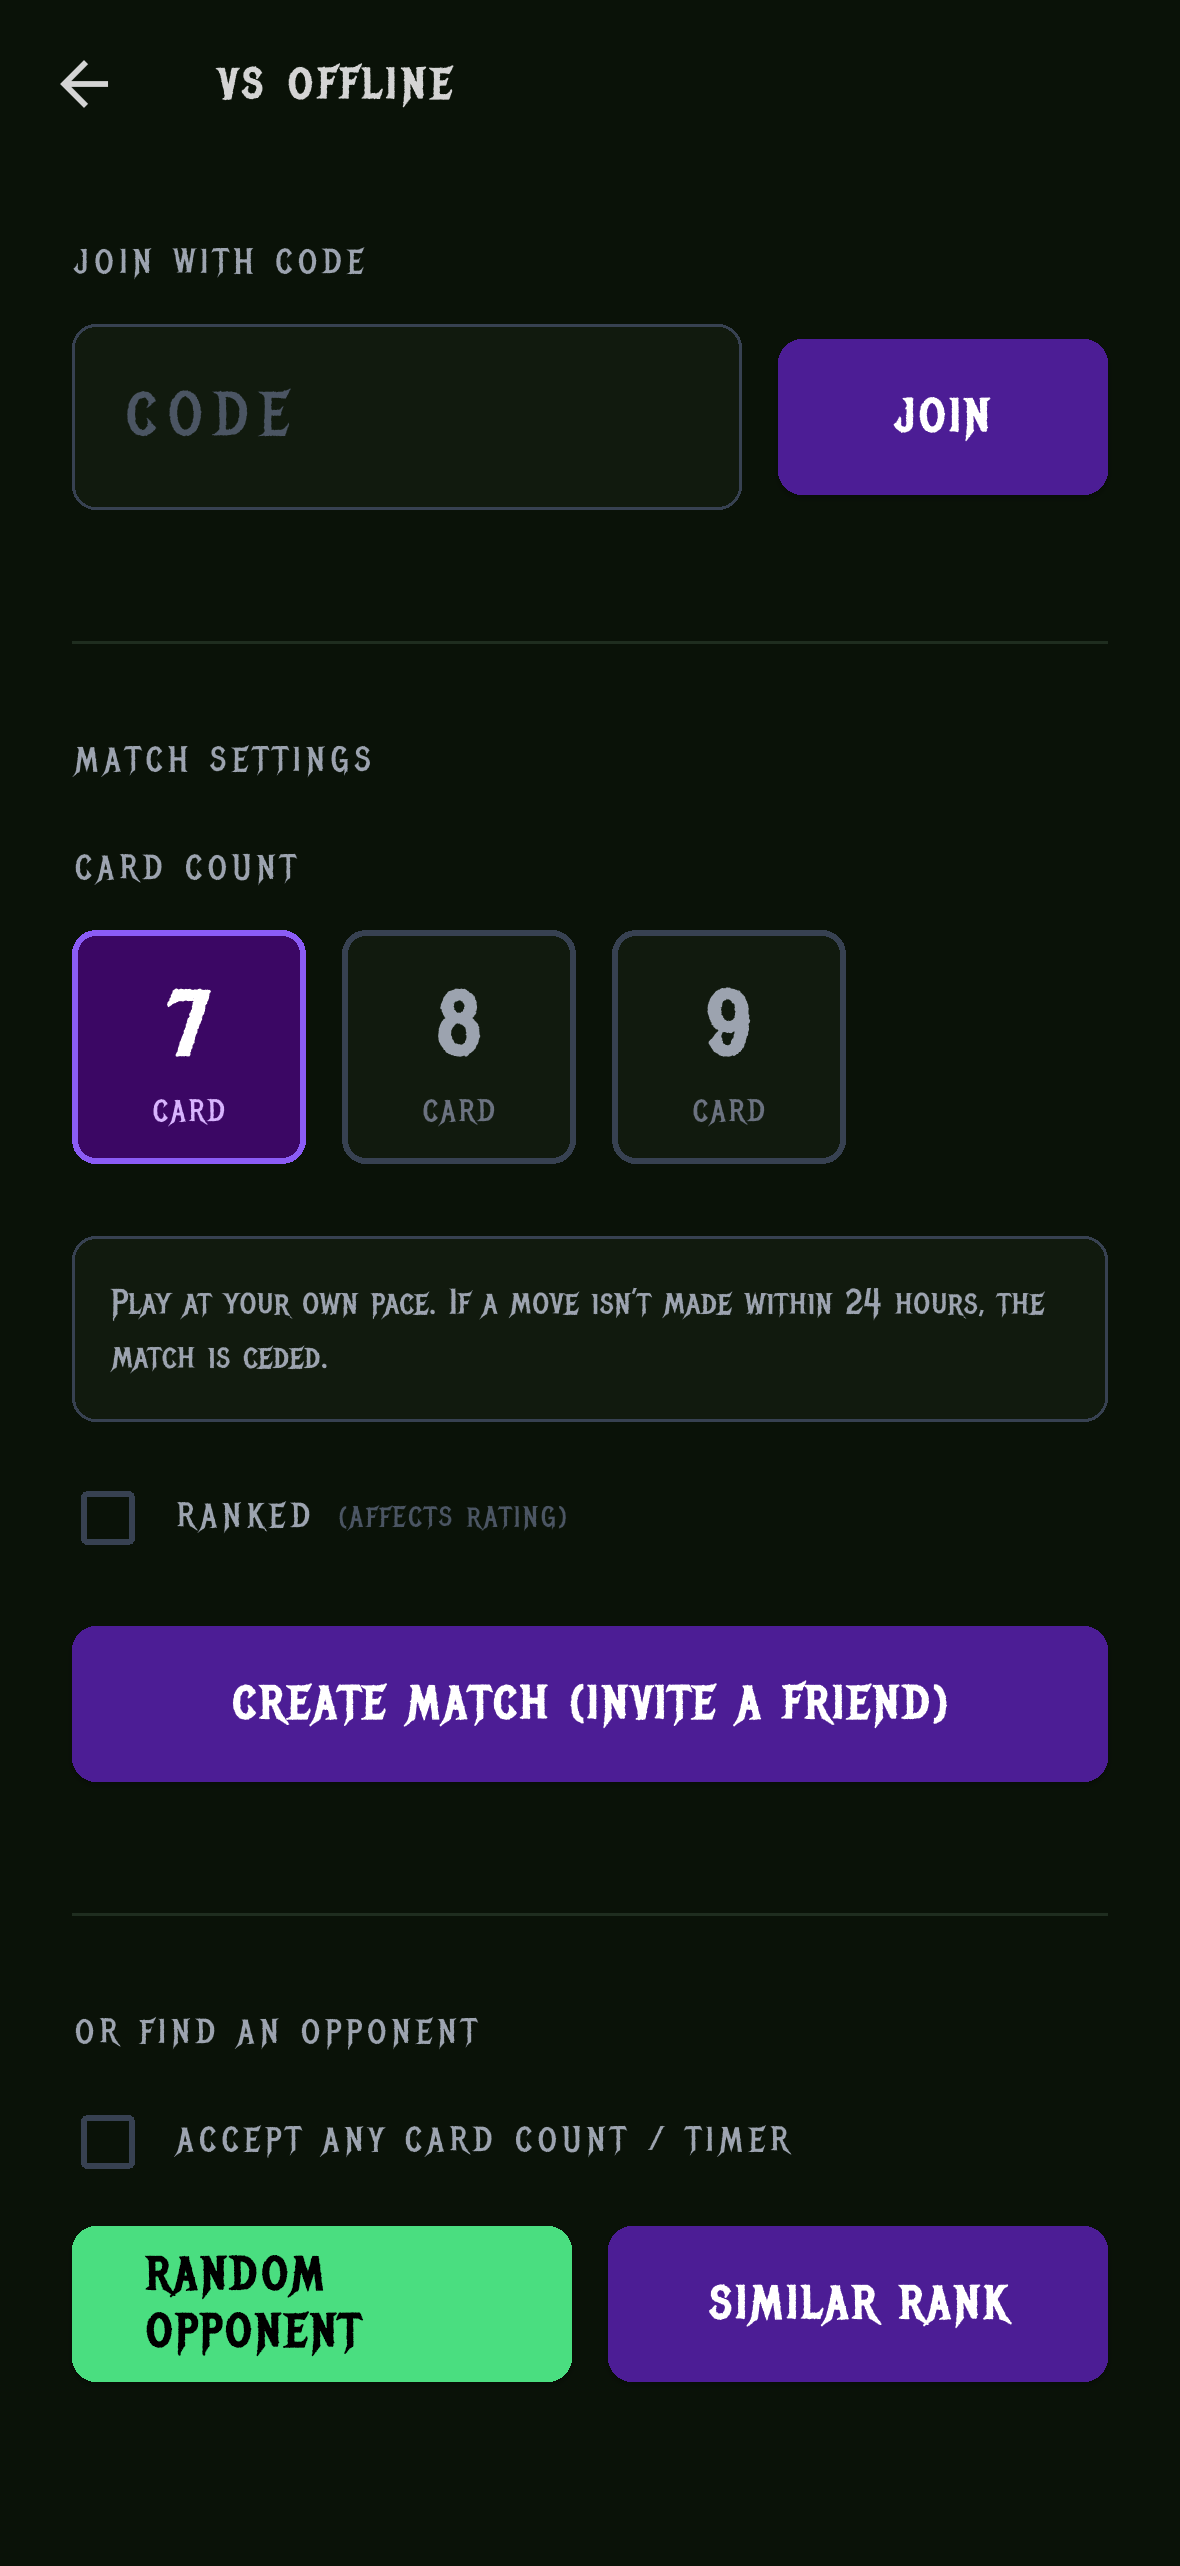 VS OFFLINE
JOIN WITH CODE
CODE
JOIN
MATCH SETTINGS
CARD COUNT
7
CARD
8
CARD
9
CARD
Play at your own pace. If a move isn't made within 24 hours, the
match is ceded.
RANKED (AFFECTS RATING)
CREATE MATCH (INVITE A FRIEND)
OR FIND AN OPPONENT
ACCEPT ANY CARD COUNT / TIMER
RANDOM
OPPONENT
SIMILAR RANK